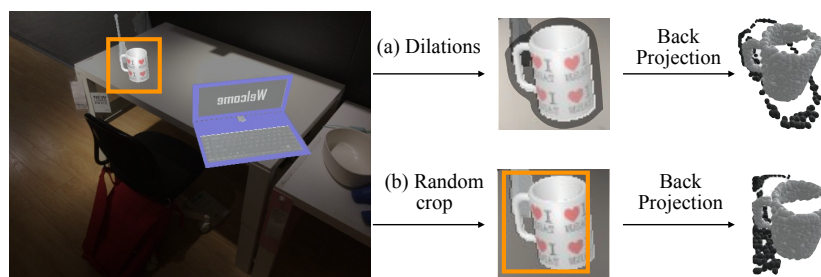 (a) Dilations
Back
Projection
Welcome
I
I
(b) Random
crop
Back
Projection
I
I